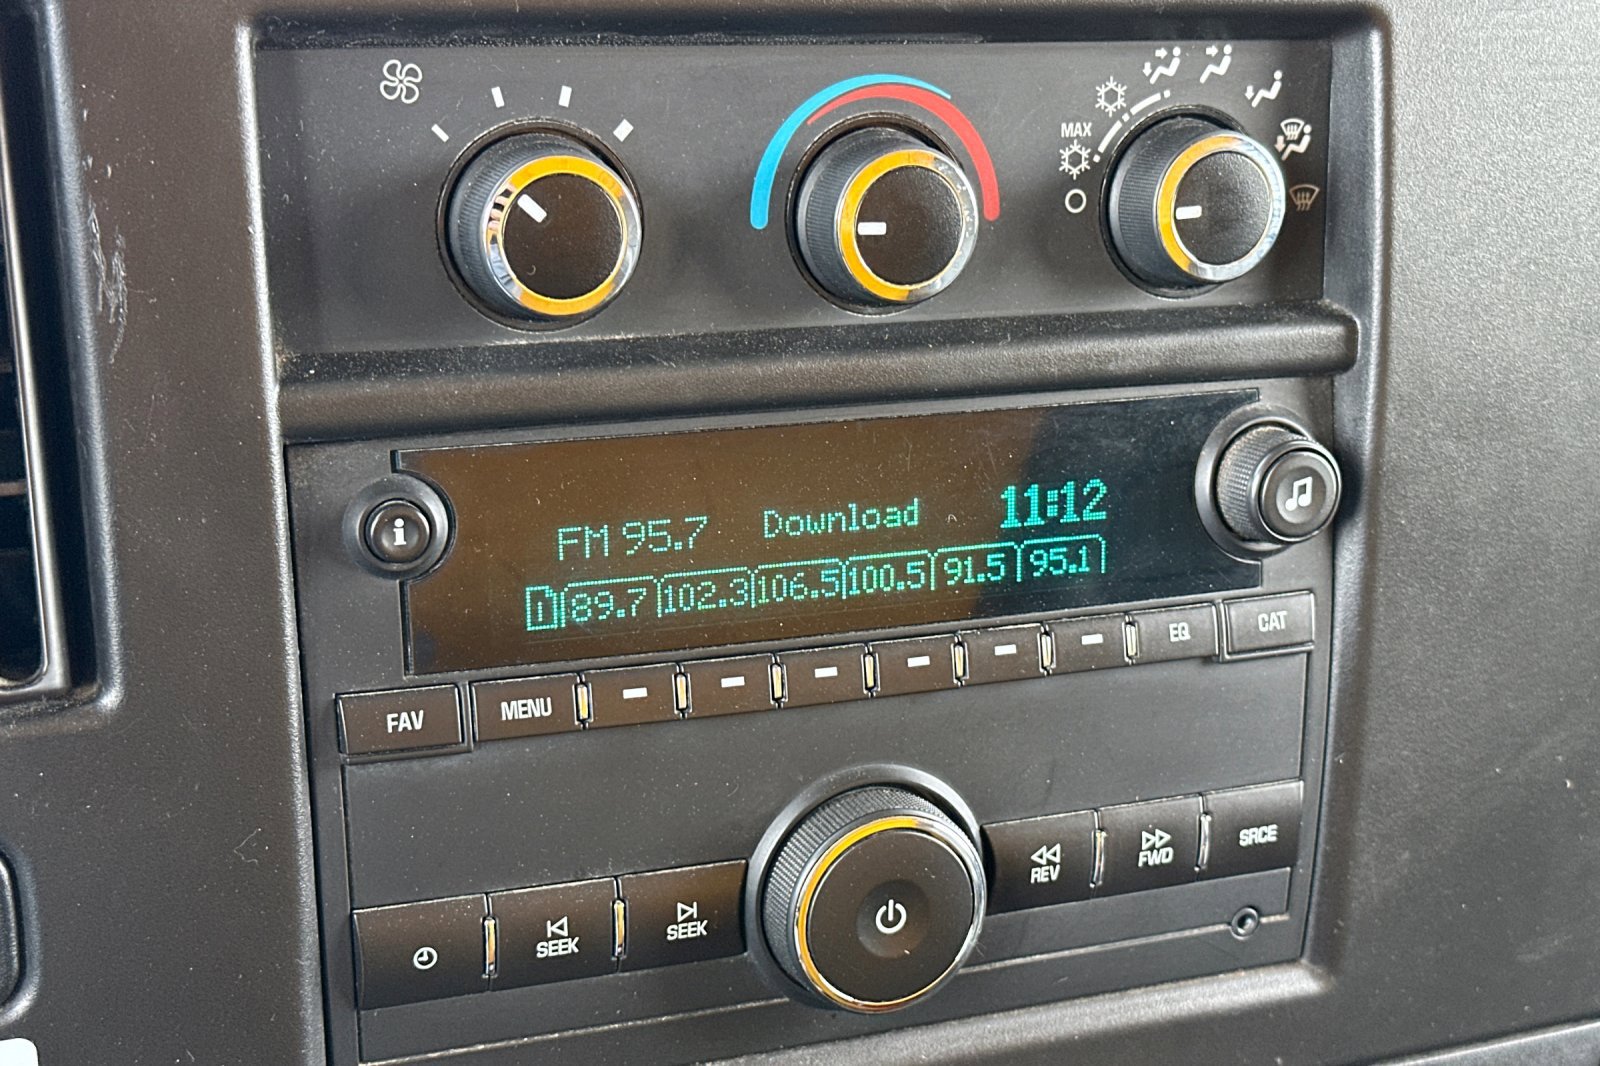 MAX
FM 95.7 Download 11:12
1 89.7 102.3 106.5 100.5 91.5 95.1
i
FAV MENU EQ CAT
SEEK SEEK REV FWD SRCE